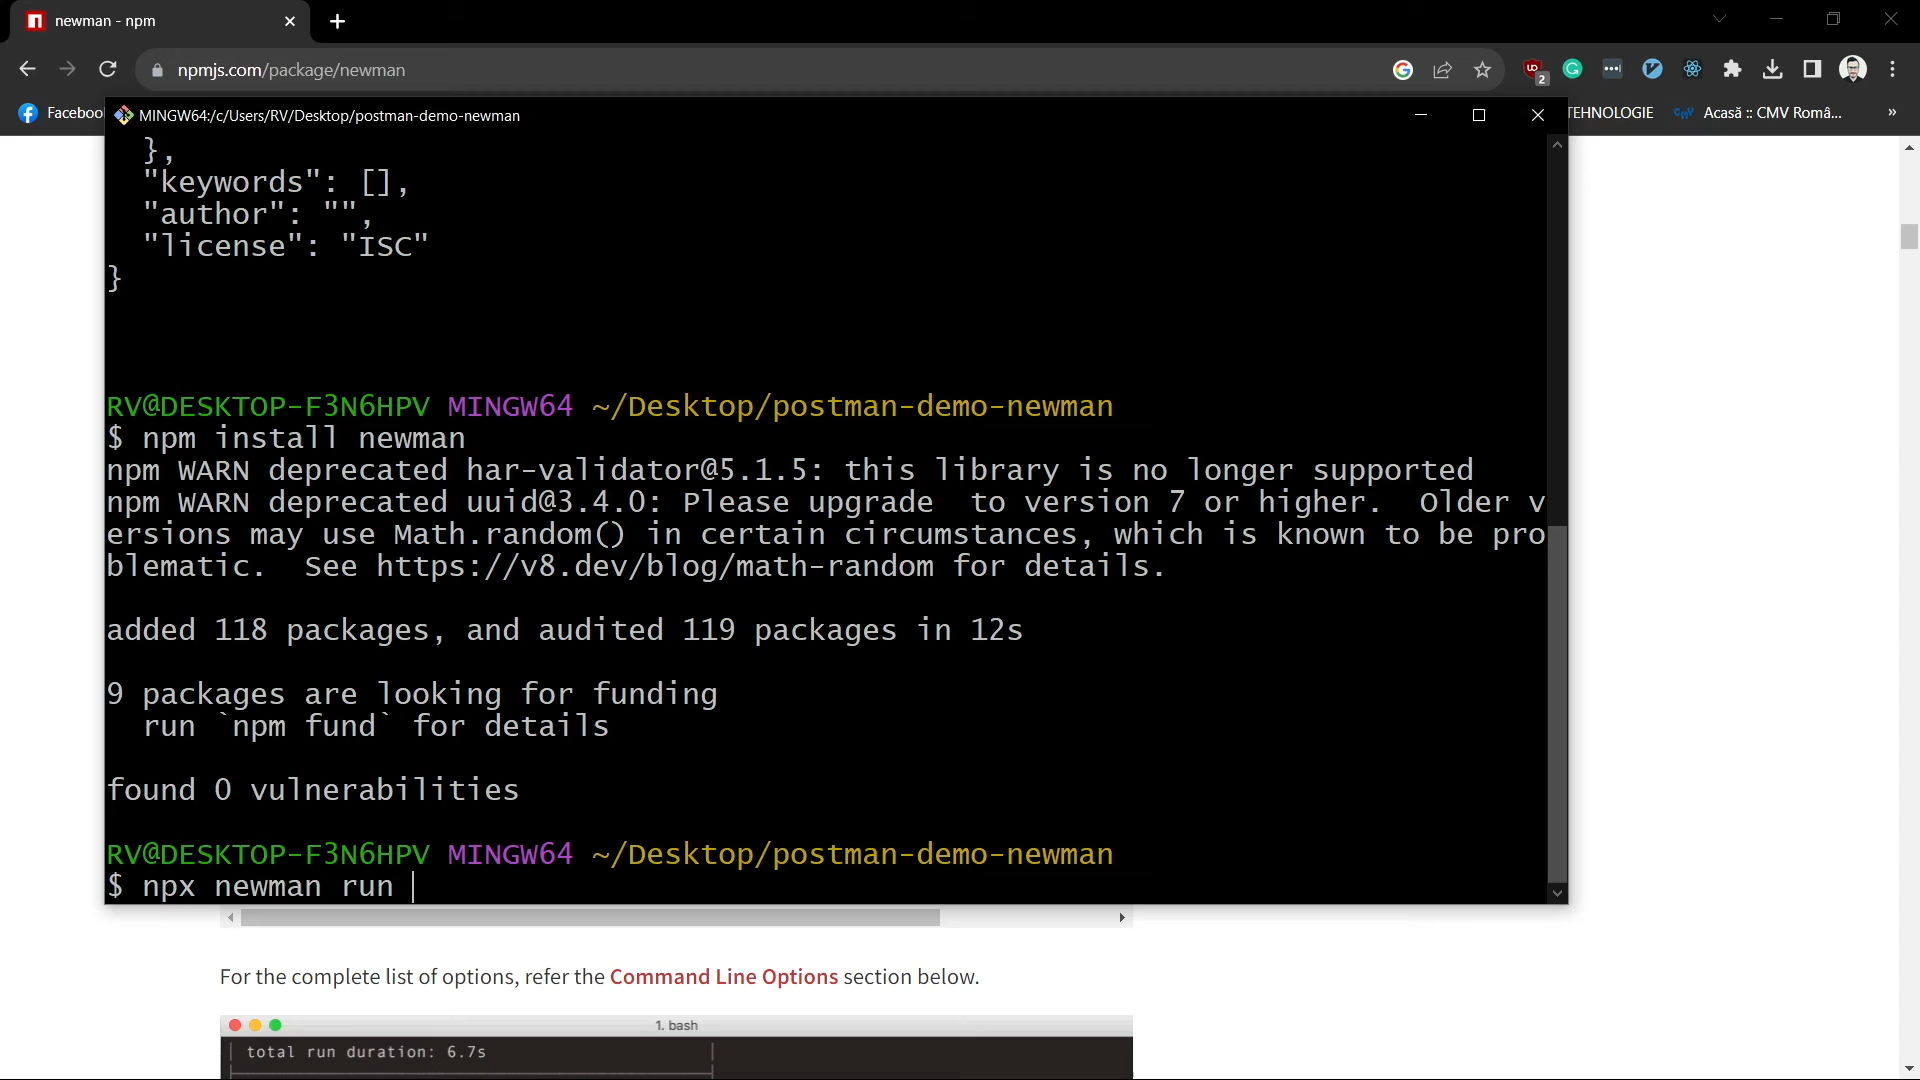 newman - npm
npmjs.com/package/newman
2
Faceboo
MINGW64:/c/Users/RV/Desktop/postman-demo-newman
TEHNOLOGIE
Acasă :: CMV Româ...
},
"keywords": [],
"author": "",
"license": "ISC"
}
RV@DESKTOP-F3N6HPV MINGW64 ~/Desktop/postman-demo-newman
$ npm install newman
npm WARN deprecated har-validator@5.1.5: this library is no longer supported
npm WARN deprecated uuid@3.4.0: Please upgrade  to version 7 or higher.  Older v
ersions may use Math.random() in certain circumstances, which is known to be pro
blematic.  See https://v8.dev/blog/math-random for details.
added 118 packages, and audited 119 packages in 12s
9 packages are looking for funding
run `npm fund` for details
found 0 vulnerabilities
RV@DESKTOP-F3N6HPV MINGW64 ~/Desktop/postman-demo-newman
$ npx newman run
For the complete list of options, refer the Command Line Options section below.
1. bash
total run duration: 6.7s